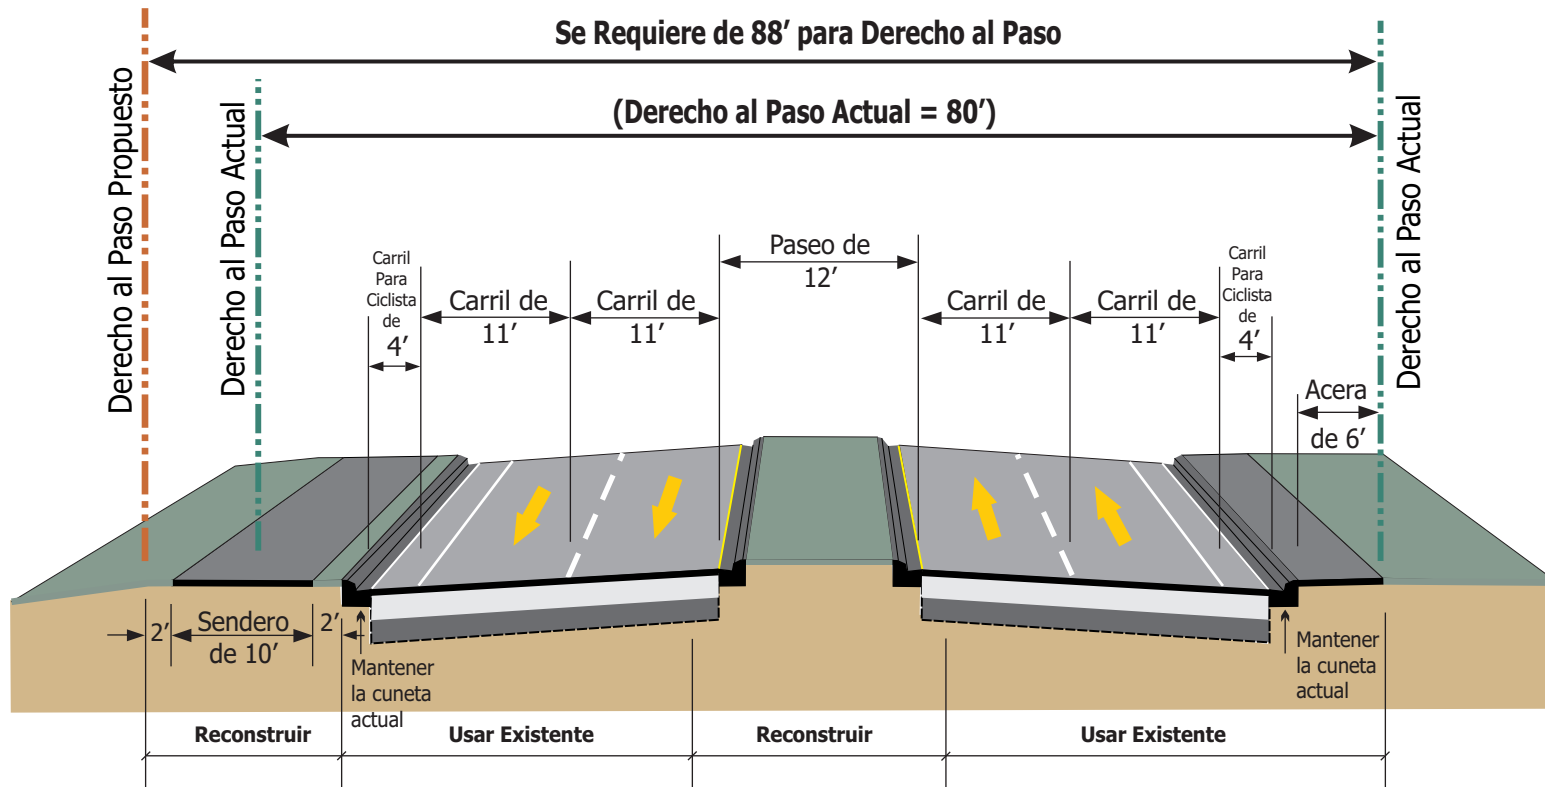 Se Requiere de 88’ para Derecho al Paso
(Derecho al Paso Actual = 80’)
Derecho al Paso Propuesto
Derecho al Paso Actual
Derecho al Paso Actual
Carril
Para
Ciclista
de
4’
Carril de
11’
Carril de
11’
Paseo de
12’
Carril de
11’
Carril de
11’
Carril
Para
Ciclista
de
4’
Acera
de 6’
2’
Sendero
de 10’
2’
Mantener
la cuneta
actual
Mantener
la cuneta
actual
Reconstruir
Usar Existente
Reconstruir
Usar Existente